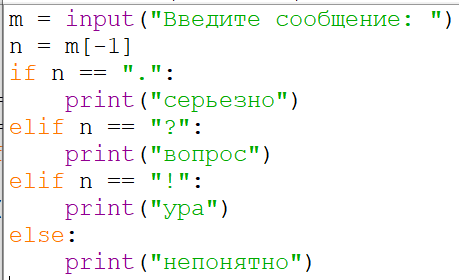 m = input("Введите сообщение: ")
n = m[-1]
if n == ".":
    print("серьезно")
elif n == "?":
    print("вопрос")
elif n == "!":
    print("ура")
else:
    print("непонятно")